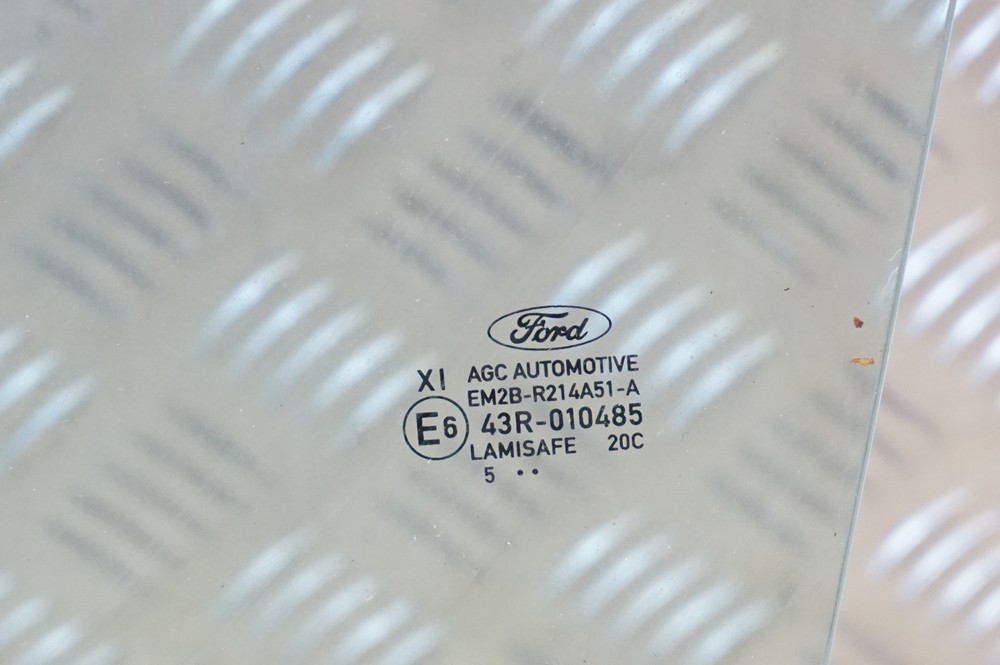 Ford
XI AGC AUTOMOTIVE
EM2B-R214A51-A
E6 43R-010485
LAMISAFE 20C
5 ••